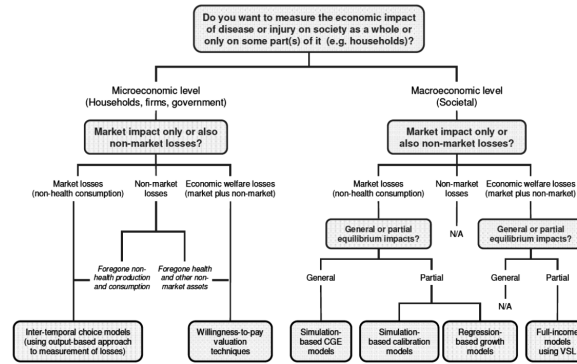 Do you want to measure the economic impact
of disease or injury on society as a whole or
only on some part(s) of it (e.g. households)?
Microeconomic level
(Households, firms, government)
Macroeconomic level
(Societal)
Market impact only or also
non-market losses?
Market impact only or
also non-market losses?
Market losses
(non-health consumption)
Non-market
losses
Economic welfare losses
(market plus non-market)
Market losses
(non-health consumption)
Non-market
losses
Economic welfare losses
(market plus non-market)
Foregone non-
health production
and consumption
Foregone health
and other non-
market assets
General or partial
equilibrium impacts?
N/A
General or partial
equilibrium impacts?
General
Partial
General
Partial
N/A
Inter-temporal choice models
(using output-based approach
to measurement of losses)
Willingness-to-pay
valuation
techniques
Simulation-
based CGE
models
Simulation-
based calibration
models
Regression-
based growth
models
Full-income
models
using VSL